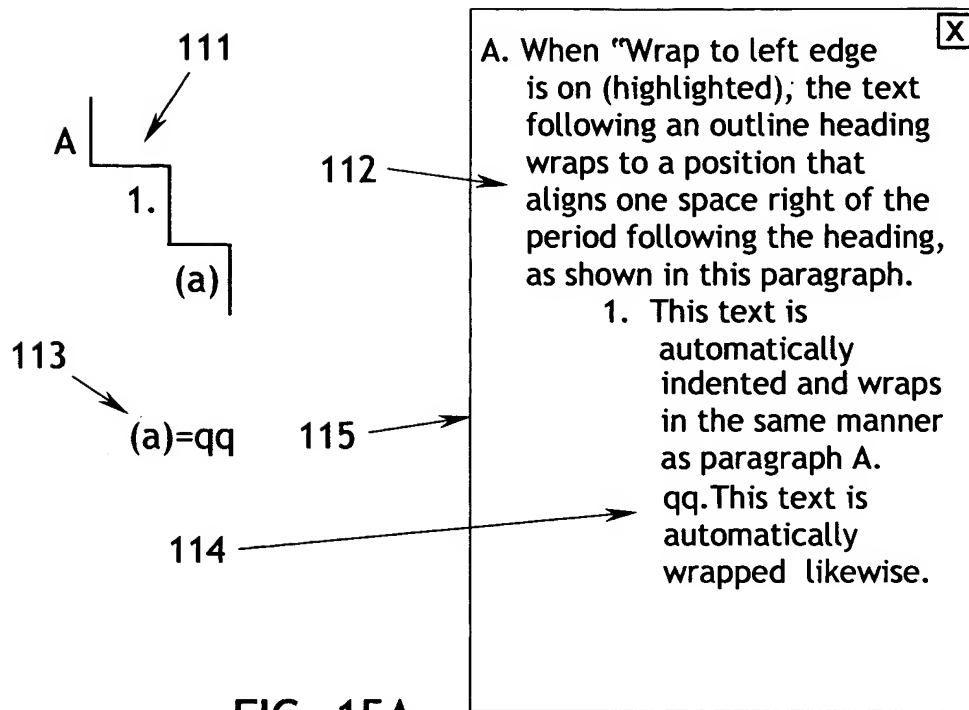 111
A
1.
(a)
112
113
(a)=qq
115
114
X
A. When “Wrap to left edge
is on (highlighted), the text
following an outline heading
wraps to a position that
aligns one space right of the
period following the heading,
as shown in this paragraph.
1. This text is
automatically
indented and wraps
in the same manner
as paragraph A.
qq.This text is
automatically
wrapped likewise.
FIG. 15A